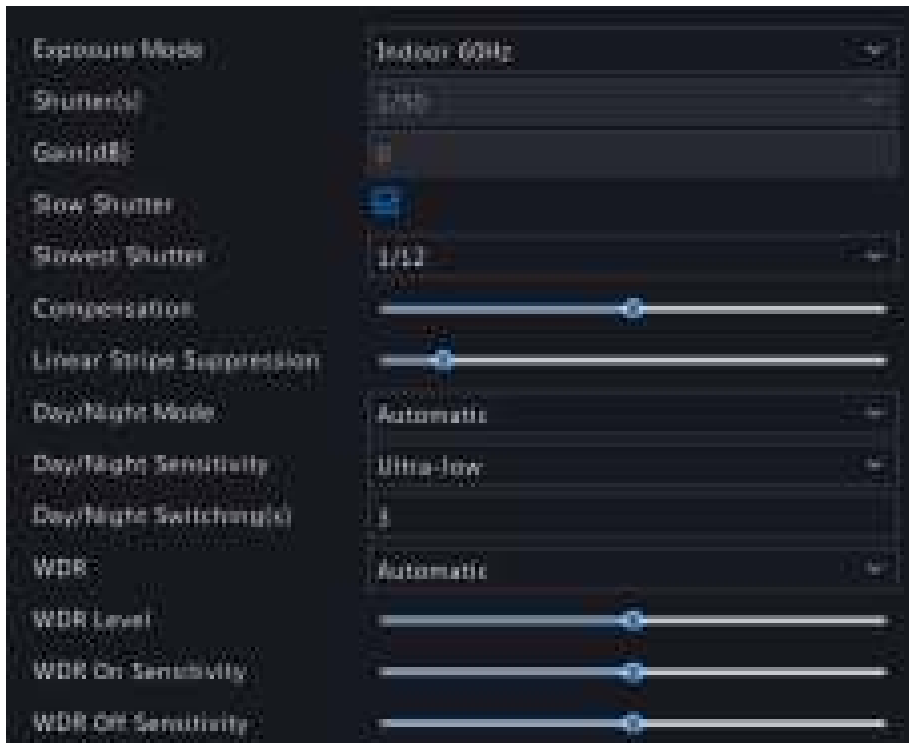 Exposure Mode Indoor 60Hz
Shutter(s)
Gain(dB)
Slow Shutter
Slowest Shutter 1/12
Compensation
Linear Stripe Suppression
Day/Night Mode Automatic
Day/Night Sensitivity Ultra-low
Day/Night Switching(s) 3
WDR Automatic
WDR Level
WDR On Sensitivity
WDR Off Sensitivity